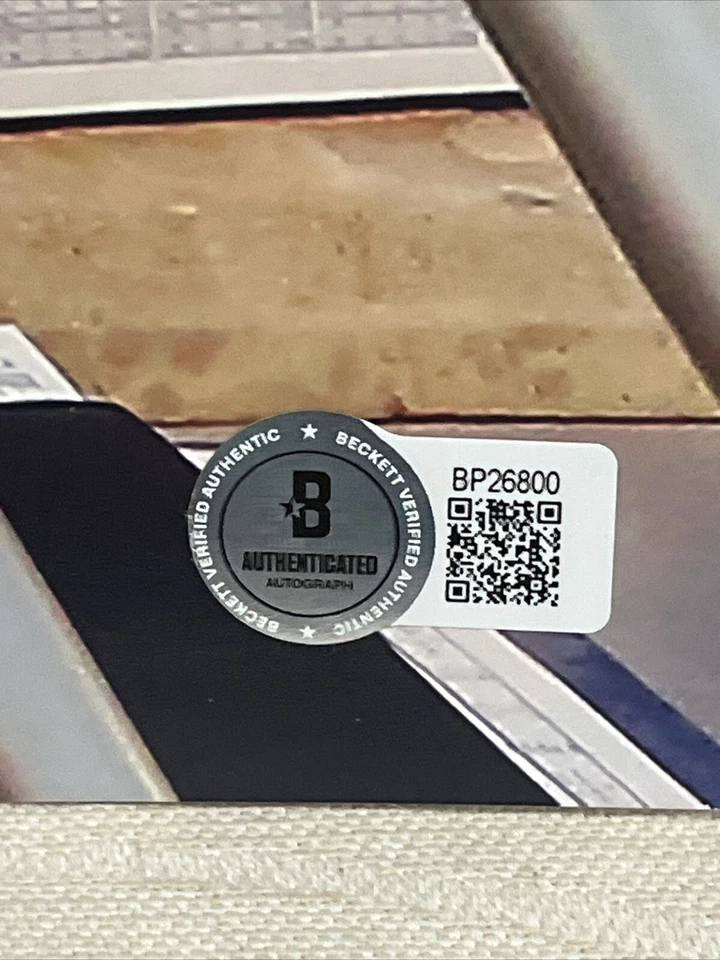 BECKETT VERIFIED AUTHENTIC
BECKETT VERIFIED AUTHENTIC
B
AUTHENTICATED
AUTOGRAPH
BP26800